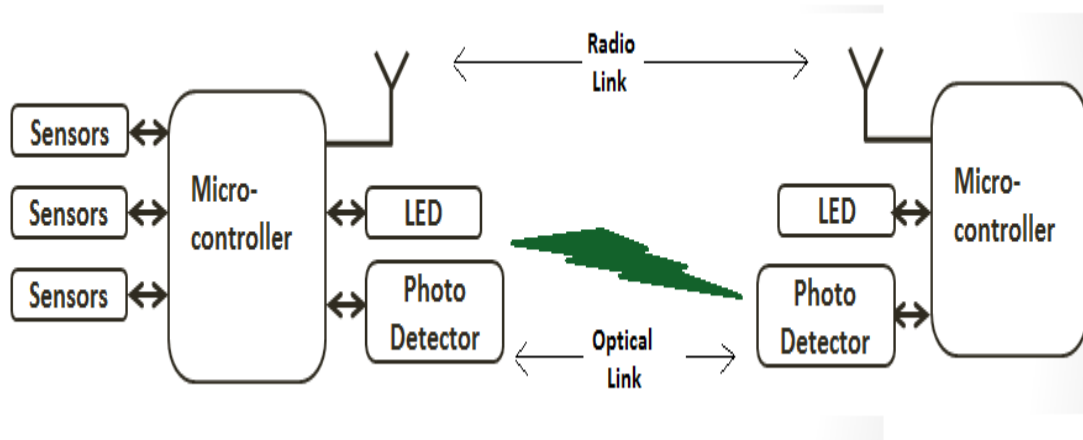 Radio
Link
Sensors
Sensors
Sensors
Micro-
controller
LED
Photo
Detector
Optical
Link
LED
Photo
Detector
Micro-
controller